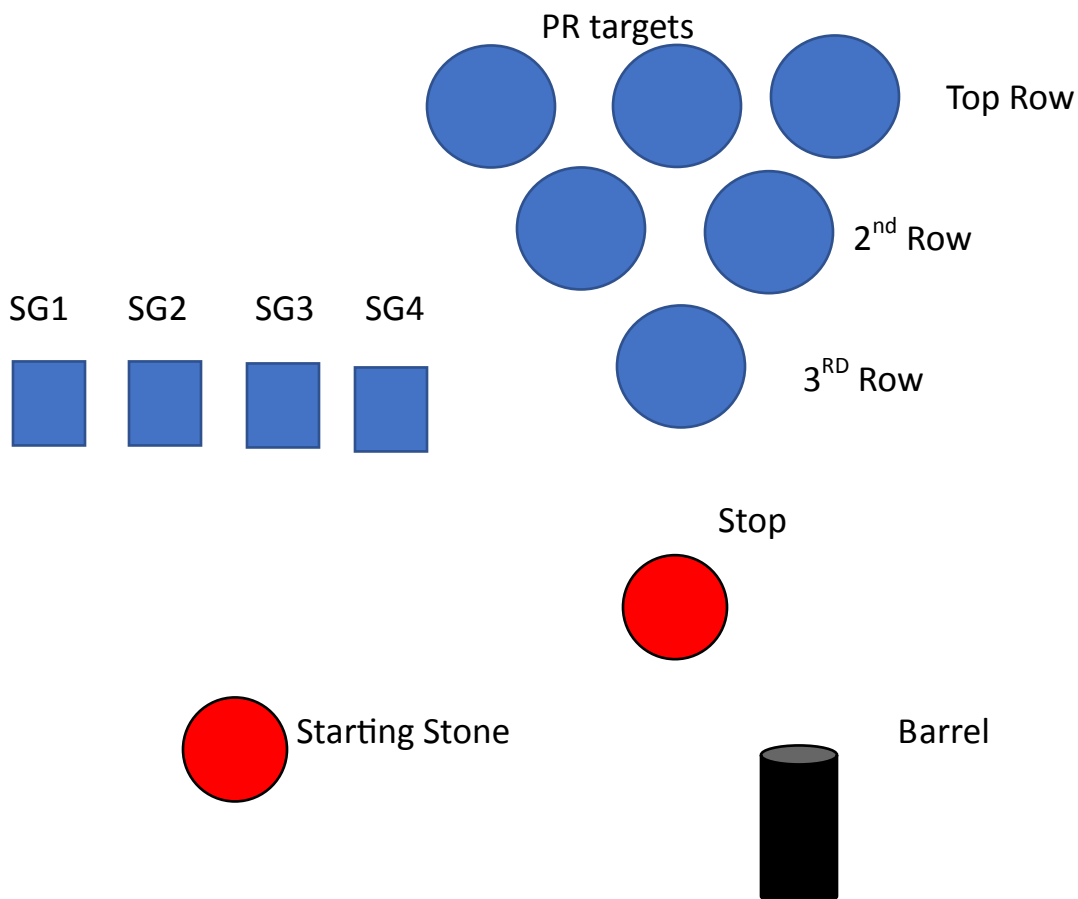 PR targets
Top Row
2nd Row
SG1 SG2 SG3 SG4
3RD Row
Stop
Starting Stone
Barrel